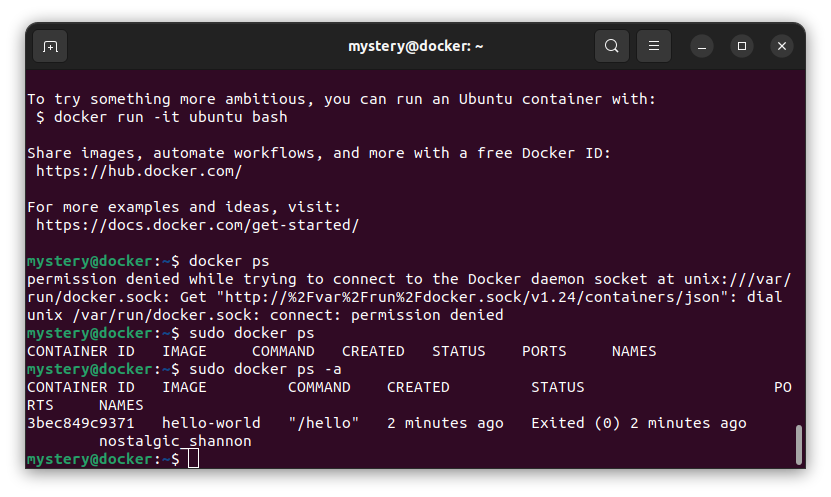 mystery@docker: ~
To try something more ambitious, you can run an Ubuntu container with:
 $ docker run -it ubuntu bash
Share images, automate workflows, and more with a free Docker ID:
 https://hub.docker.com/
For more examples and ideas, visit:
 https://docs.docker.com/get-started/
mystery@docker:~$ docker ps
permission denied while trying to connect to the Docker daemon socket at unix:///var/
run/docker.sock: Get "http://%2Fvar%2Frun%2Fdocker.sock/v1.24/containers/json": dial
unix /var/run/docker.sock: connect: permission denied
mystery@docker:~$ sudo docker ps
CONTAINER ID   IMAGE     COMMAND   CREATED   STATUS    PORTS     NAMES
mystery@docker:~$ sudo docker ps -a
CONTAINER ID   IMAGE         COMMAND    CREATED         STATUS                     PO
RTS     NAMES
3bec849c9371   hello-world   "/hello"   2 minutes ago   Exited (0) 2 minutes ago
        nostalgic_shannon
mystery@docker:~$